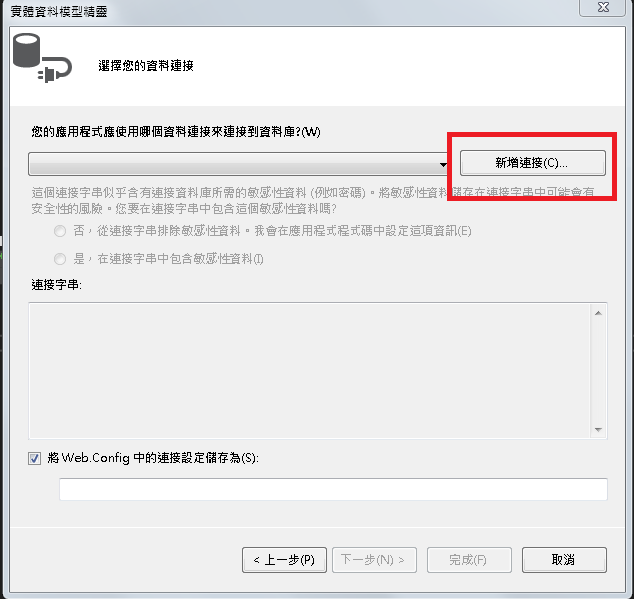 實體資料模型精靈
選擇您的資料連接
您的應用程式應使用哪個資料連接來連接到資料庫?(W)
新增連接(C)...
這個連接字串似乎含有連接資料庫所需的敏感性資料 (例如密碼)。將敏感性資料儲存在連接字串中可能會有
安全性的風險。您要在連接字串中包含這個敏感性資料嗎?
否，從連接字串排除敏感性資料。我會在應用程式程式碼中設定這項資訊(E)
是，在連接字串中包含敏感性資料(I)
連接字串:
將 Web.Config 中的連接設定儲存為(S):
< 上一步(P)
下一步(N) >
完成(F)
取消